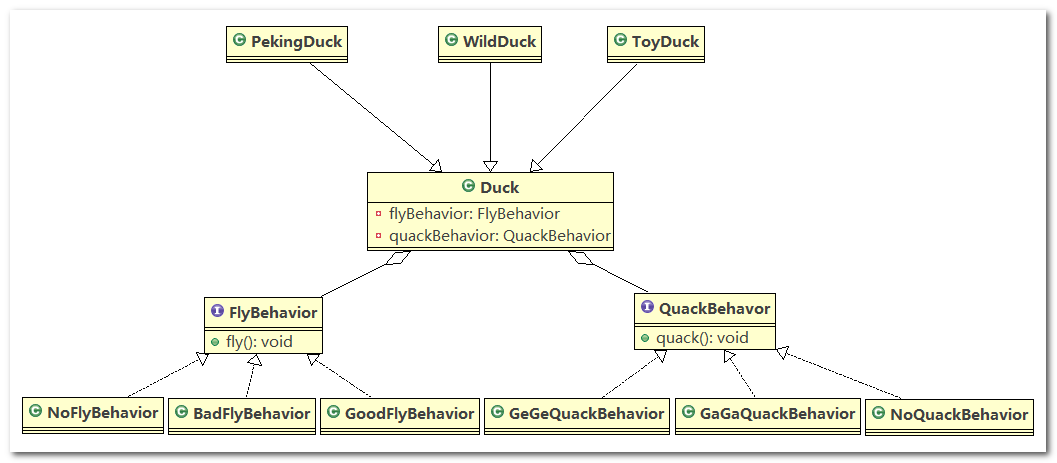 PekingDuck
WildDuck
ToyDuck
Duck
flyBehavior: FlyBehavior
quackBehavior: QuackBehavior
FlyBehavior
fly(): void
QuackBehavor
quack(): void
NoFlyBehavior
BadFlyBehavior
GoodFlyBehavior
GeGeQuackBehavior
GaGaQuackBehavior
NoQuackBehavior